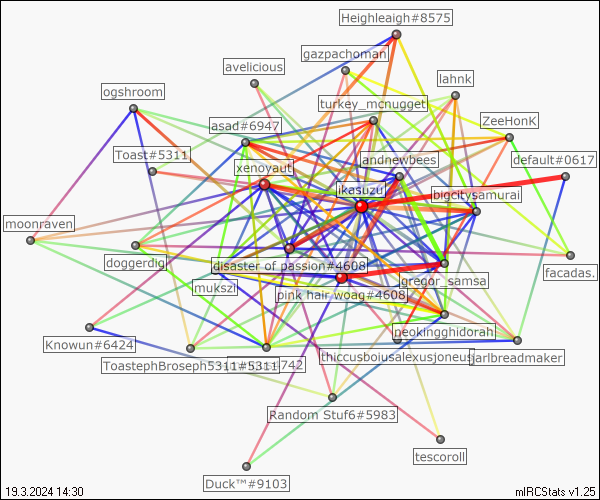 Heighleaigh#8575
gazpachoman
avelicious
lahnk
ogshroom
turkey_mcnugget
ZeeHonK
asad#6947
Toast#5311
andnewbees
default#0617
xenoyaut
ikasuzu
bigcitysamurai
moonraven
doggerdig
disaster of passion#4608
gregor_samsa
facadas.
mukszi
pink hair woag#4608
neokingghidorah
Knowun#6424
ToastephBroseph5311#5311
742
thiccusboiusalexusjoneus
jarlbreadmaker
Random Stuf6#5983
tescoroll
Duck™#9103
19.3.2024 14:30
mIRCStats v1.25